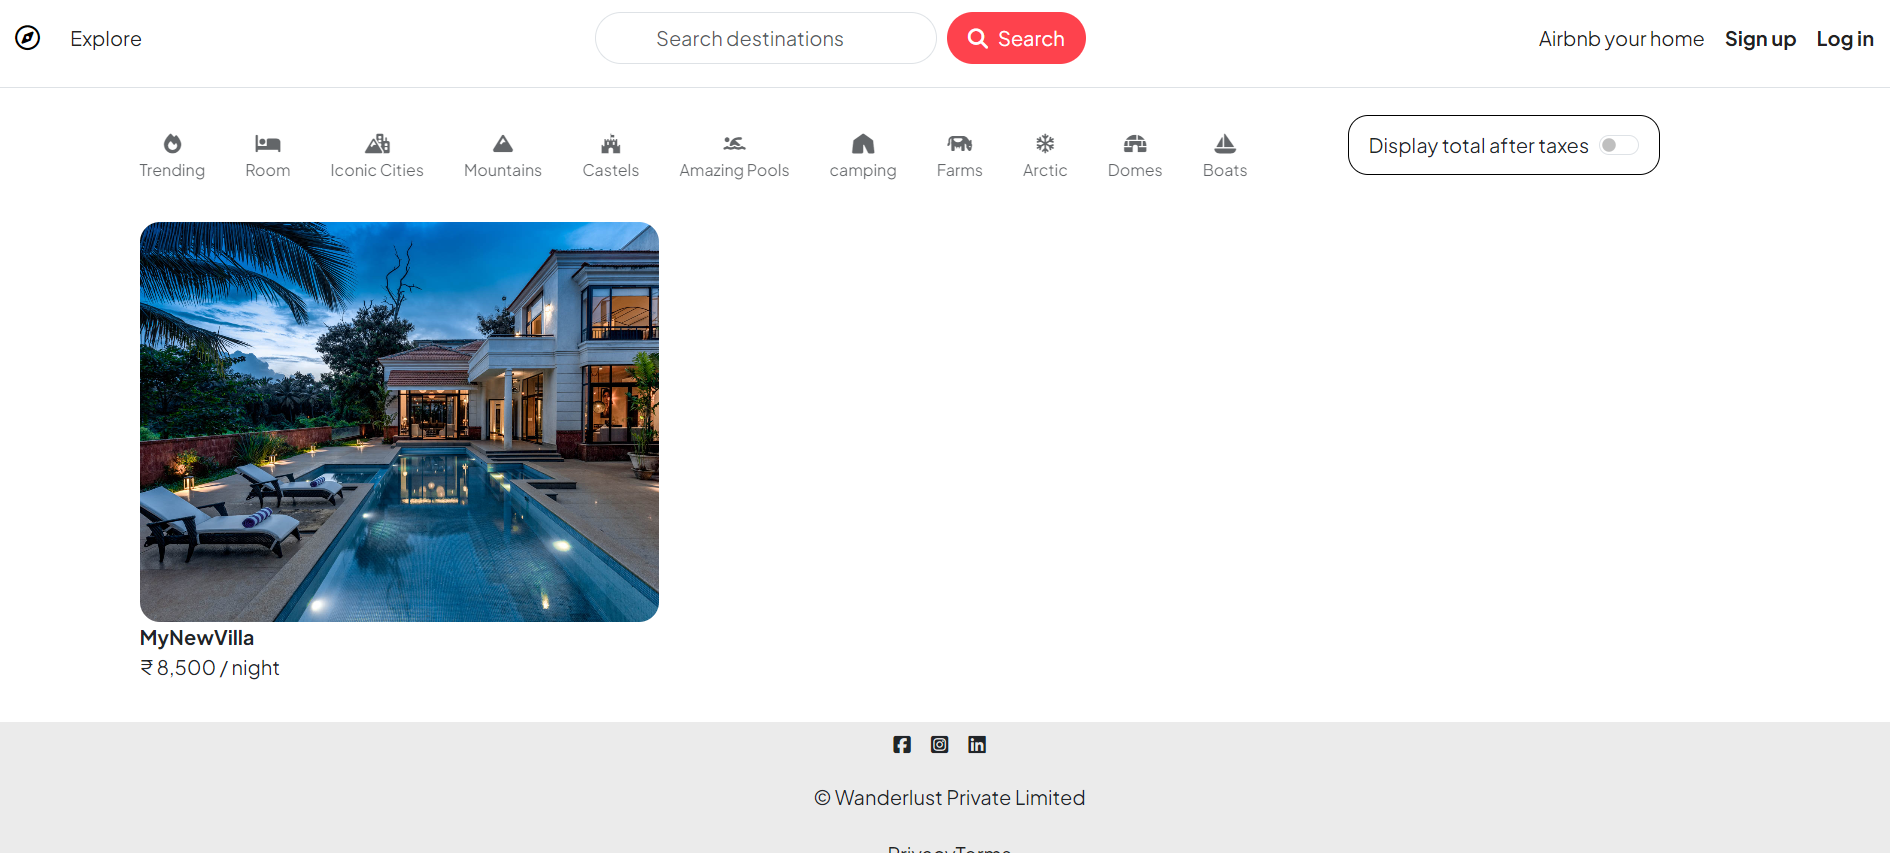 Explore
Search destinations
Search
Airbnb your home
Sign up
Log in
Trending
Room
Iconic Cities
Mountains
Castels
Amazing Pools
camping
Farms
Arctic
Domes
Boats
Display total after taxes
MyNewVilla
₹ 8,500 / night
© Wanderlust Private Limited
PrivacyTerms